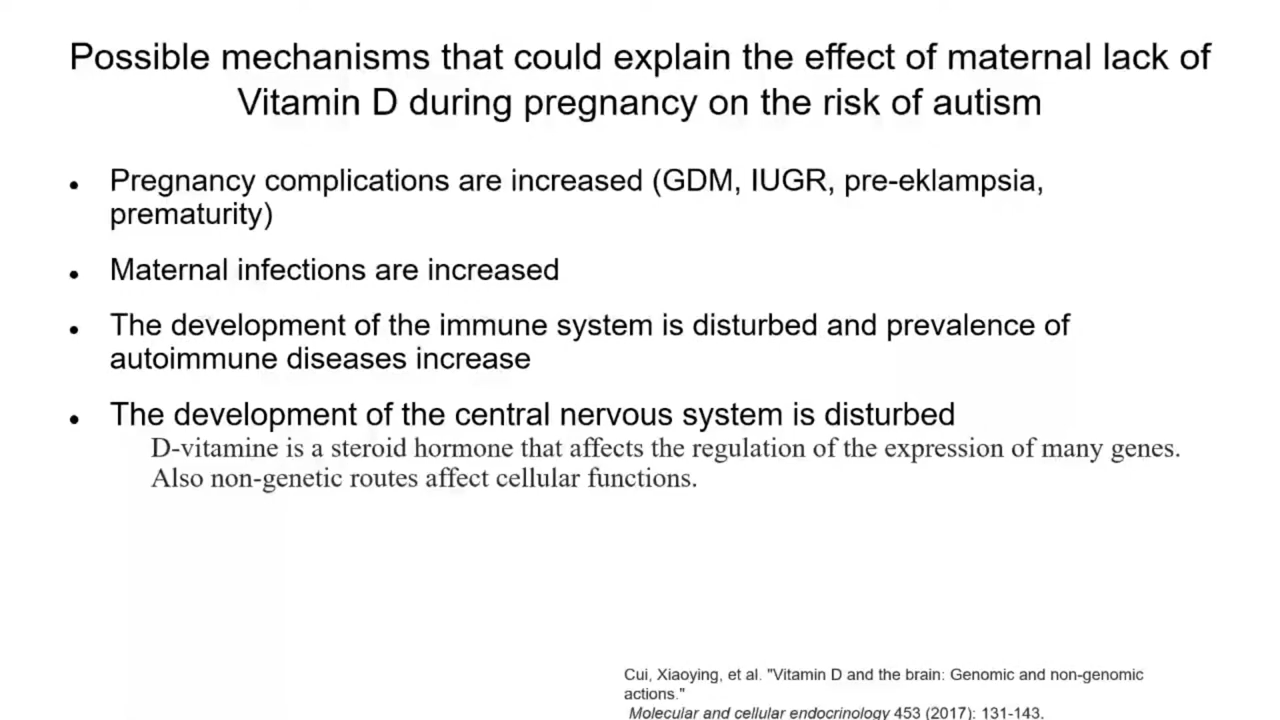 Possible mechanisms that could explain the effect of maternal lack of
Vitamin D during pregnancy on the risk of autism
• Pregnancy complications are increased (GDM, IUGR, pre-eklampsia,
prematurity)
• Maternal infections are increased
• The development of the immune system is disturbed and prevalence of
autoimmune diseases increase
• The development of the central nervous system is disturbed
D-vitamine is a steroid hormone that affects the regulation of the expression of many genes.
Also non-genetic routes affect cellular functions.
Cui, Xiaoying, et al. "Vitamin D and the brain: Genomic and non-genomic
actions."
Molecular and cellular endocrinology 453 (2017): 131-143.